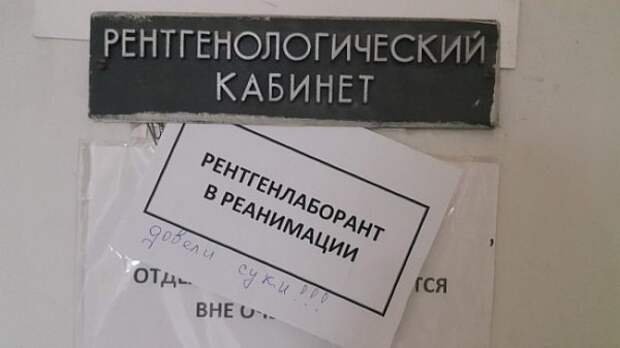 РЕНТГЕНОЛОГИЧЕСКИЙ
КАБИНЕТ
РЕНТГЕНЛАБОРАНТ
В РЕАНИМАЦИИ
довели суки!!!
ВНЕ